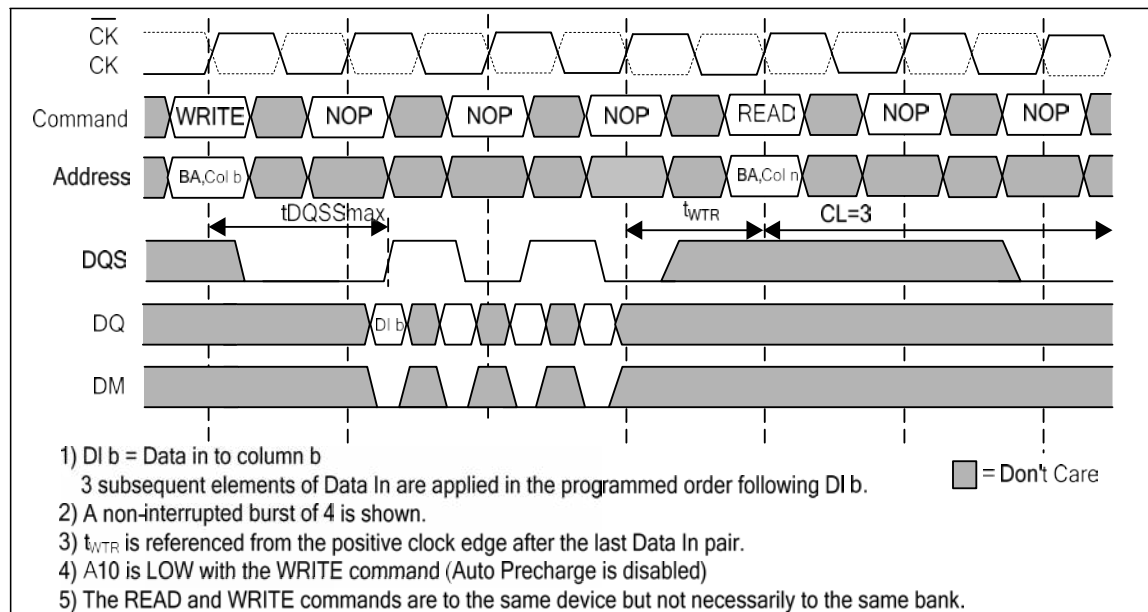 CK
CK
Command WRITE NOP NOP NOP READ NOP NOP
Address BA,Col b BA,Col n
tDQSSmax tWTR CL=3
DQS
DQ DI b
DM
1) DI b = Data in to column b
3 subsequent elements of Data In are applied in the programmed order following DI b.
= Don't Care
2) A non-interrupted burst of 4 is shown.
3) tWTR is referenced from the positive clock edge after the last Data In pair.
4) A10 is LOW with the WRITE command (Auto Precharge is disabled)
5) The READ and WRITE commands are to the same device but not necessarily to the same bank.